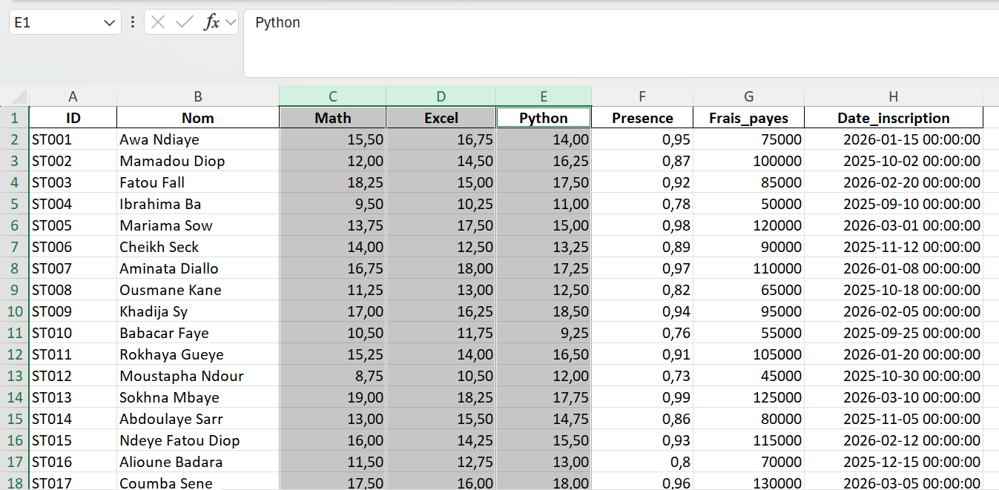 E1 fx Python
A B C D E F G H
1 ID Nom Math Excel Python Presence Frais_payes Date_inscription
2 ST001 Awa Ndiaye 15,50 16,75 14,00 0,95 75000 2026-01-15 00:00:00
3 ST002 Mamadou Diop 12,00 14,50 16,25 0,87 100000 2025-10-02 00:00:00
4 ST003 Fatou Fall 18,25 15,00 17,50 0,92 85000 2026-02-20 00:00:00
5 ST004 Ibrahima Ba 9,50 10,25 11,00 0,78 50000 2025-09-10 00:00:00
6 ST005 Mariama Sow 13,75 17,50 15,00 0,98 120000 2026-03-01 00:00:00
7 ST006 Cheikh Seck 14,00 12,50 13,25 0,89 90000 2025-11-12 00:00:00
8 ST007 Aminata Diallo 16,75 18,00 17,25 0,97 110000 2026-01-08 00:00:00
9 ST008 Ousmane Kane 11,25 13,00 12,50 0,82 65000 2025-10-18 00:00:00
10 ST009 Khadija Sy 17,00 16,25 18,50 0,94 95000 2026-02-05 00:00:00
11 ST010 Babacar Faye 10,50 11,75 9,25 0,76 55000 2025-09-25 00:00:00
12 ST011 Rokhaya Gueye 15,25 14,00 16,50 0,91 105000 2026-01-20 00:00:00
13 ST012 Moustapha Ndour 8,75 10,50 12,00 0,73 45000 2025-10-30 00:00:00
14 ST013 Sokhna Mbaye 19,00 18,25 17,75 0,99 125000 2026-03-10 00:00:00
15 ST014 Abdoulaye Sarr 13,00 15,50 14,75 0,86 80000 2025-11-05 00:00:00
16 ST015 Ndeye Fatou Diop 16,00 14,25 15,50 0,93 115000 2026-02-12 00:00:00
17 ST016 Alioune Badara 11,50 12,75 13,00 0,8 70000 2025-12-15 00:00:00
18 ST017 Coumba Sene 17,50 16,00 18,00 0,96 130000 2026-03-05 00:00:00